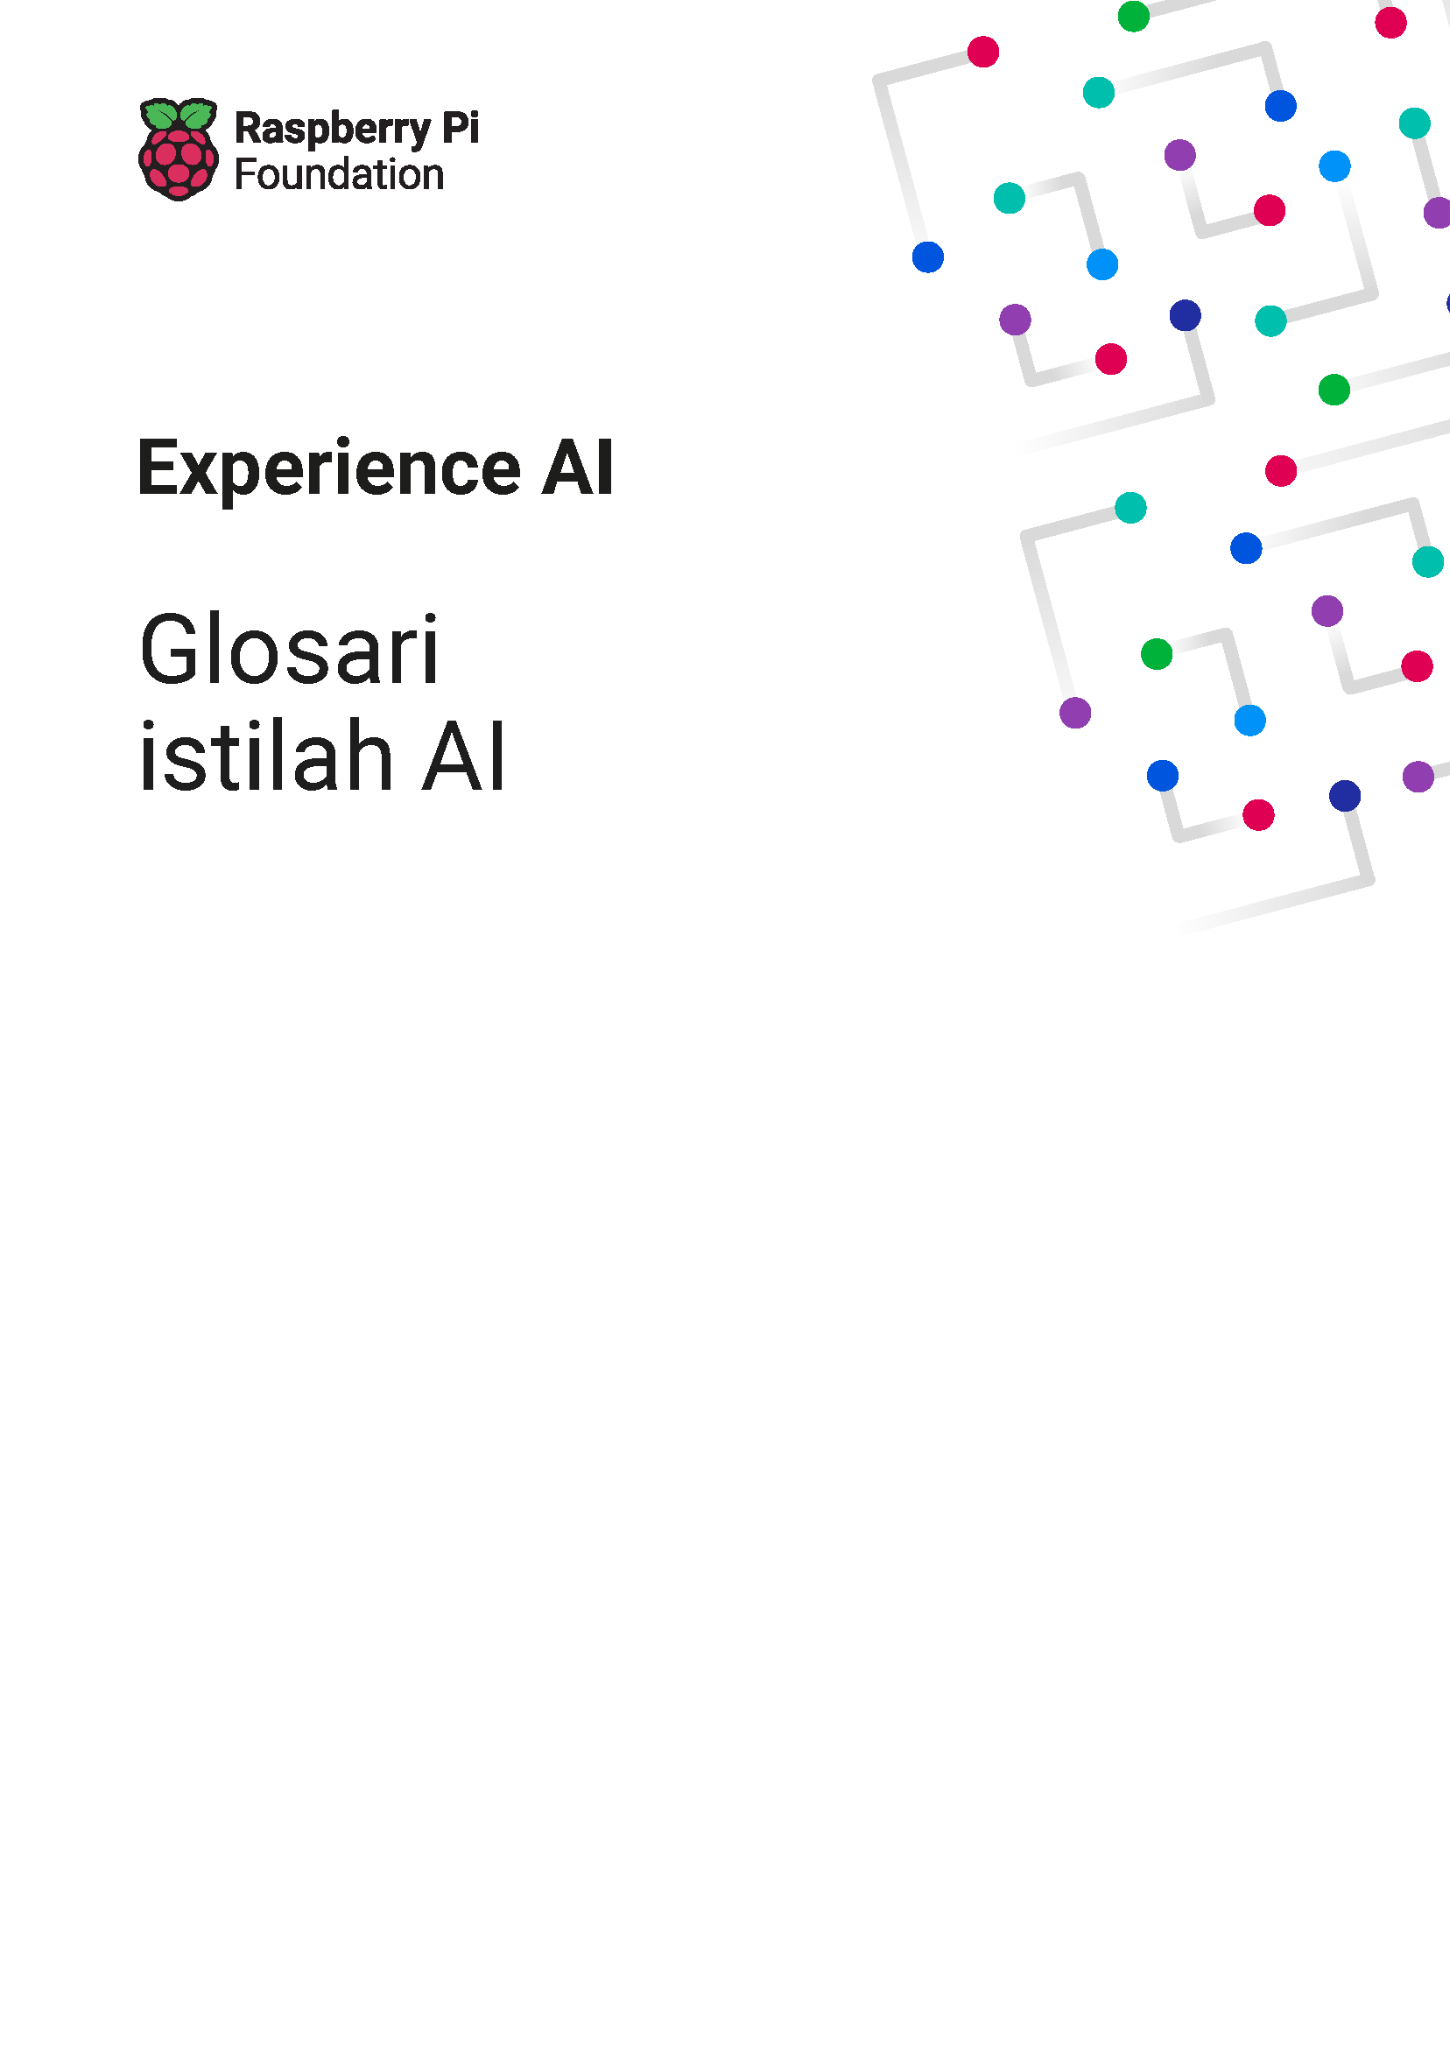 Raspberry Pi
Foundation
Experience AI
Glosari
istilah AI